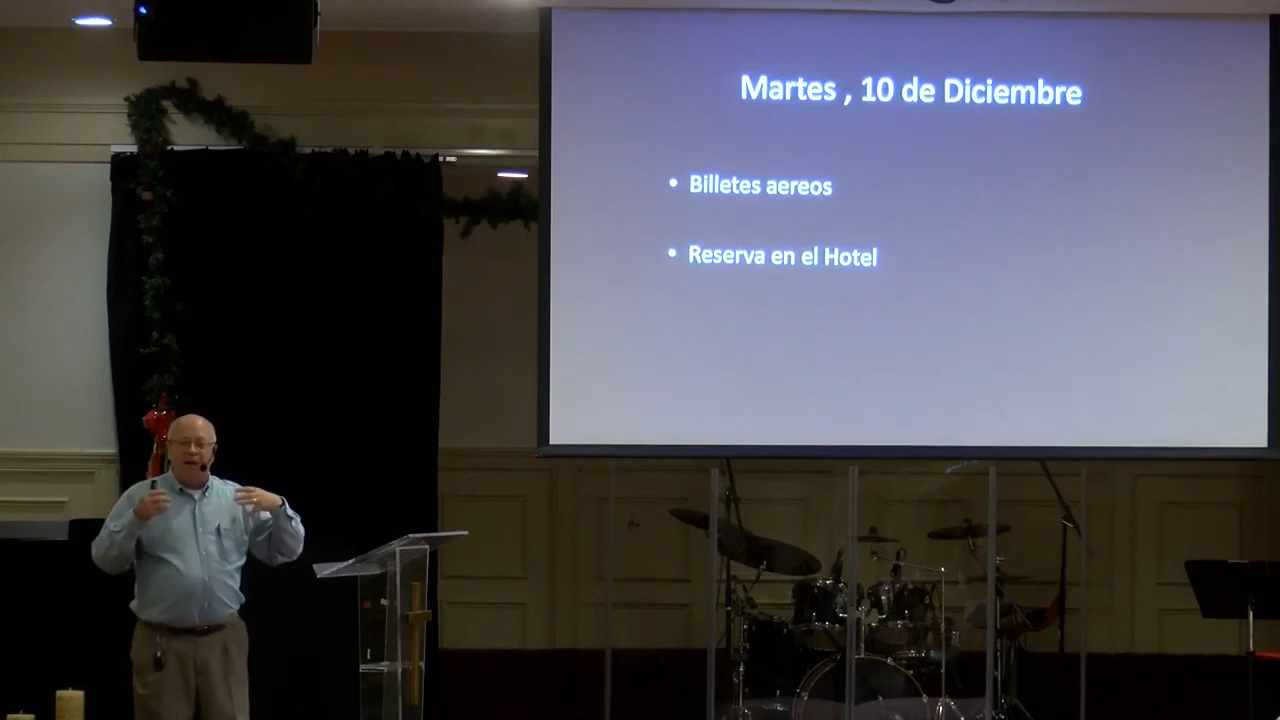 Martes , 10 de Diciembre
• Billetes aereos
• Reserva en el Hotel